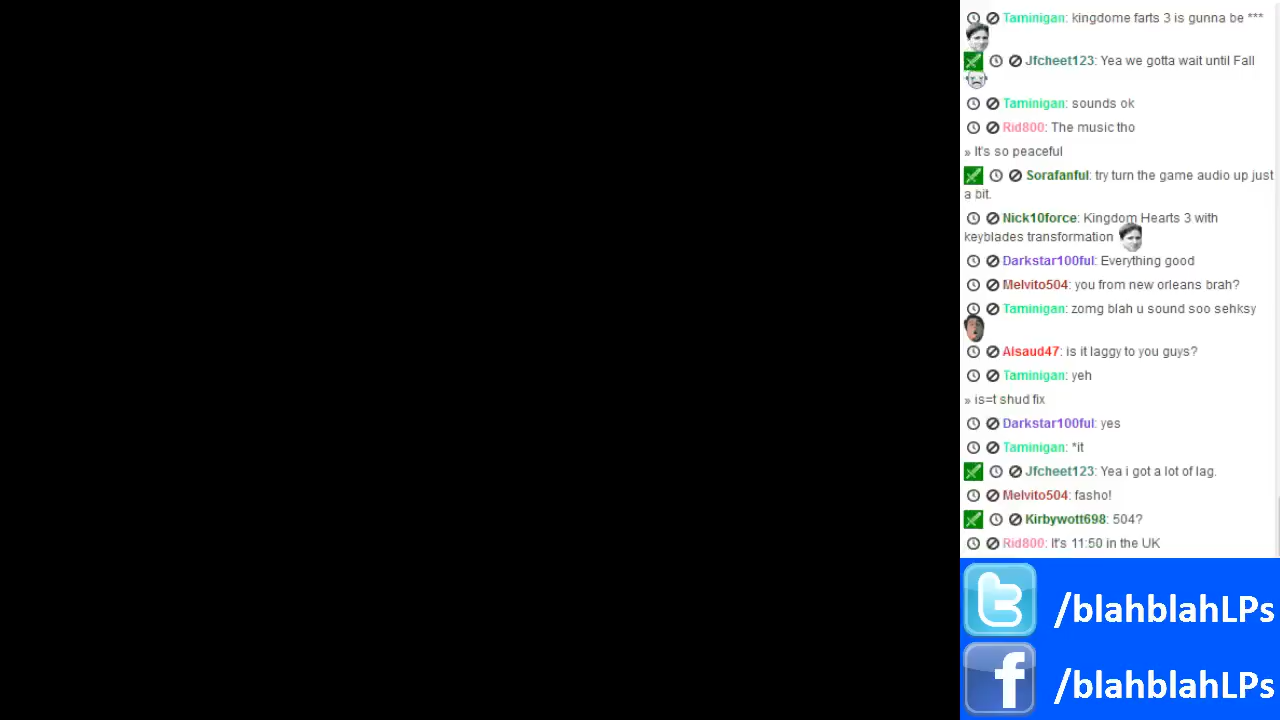 Taminigan: kingdome farts 3 is gunna be ***
Jfcheet123: Yea we gotta wait until Fall
Taminigan: sounds ok
Rid800: The music tho
» It's so peaceful
Sorafanful: try turn the game audio up just
a bit.
Nick10force: Kingdom Hearts 3 with
keyblades transformation
Darkstar100ful: Everything good
Melvito504: you from new orleans brah?
Taminigan: zomg blah u sound soo sehksy
Alsaud47: is it laggy to you guys?
Taminigan: yeh
» is=t shud fix
Darkstar100ful: yes
Taminigan: *it
Jfcheet123: Yea i got a lot of lag.
Melvito504: fasho!
Kirbywott698: 504?
Rid800: It's 11:50 in the UK
/blahblahLPs
/blahblahLPs